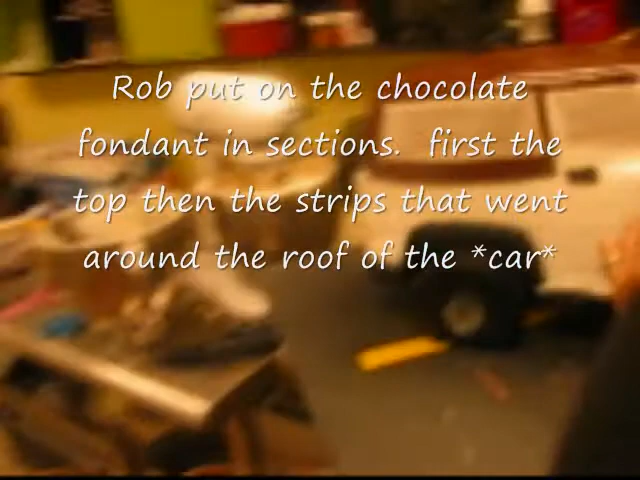 Rob put on the chocolate
fondant in sections.  first the
top then the strips that went
around the roof of the *car*